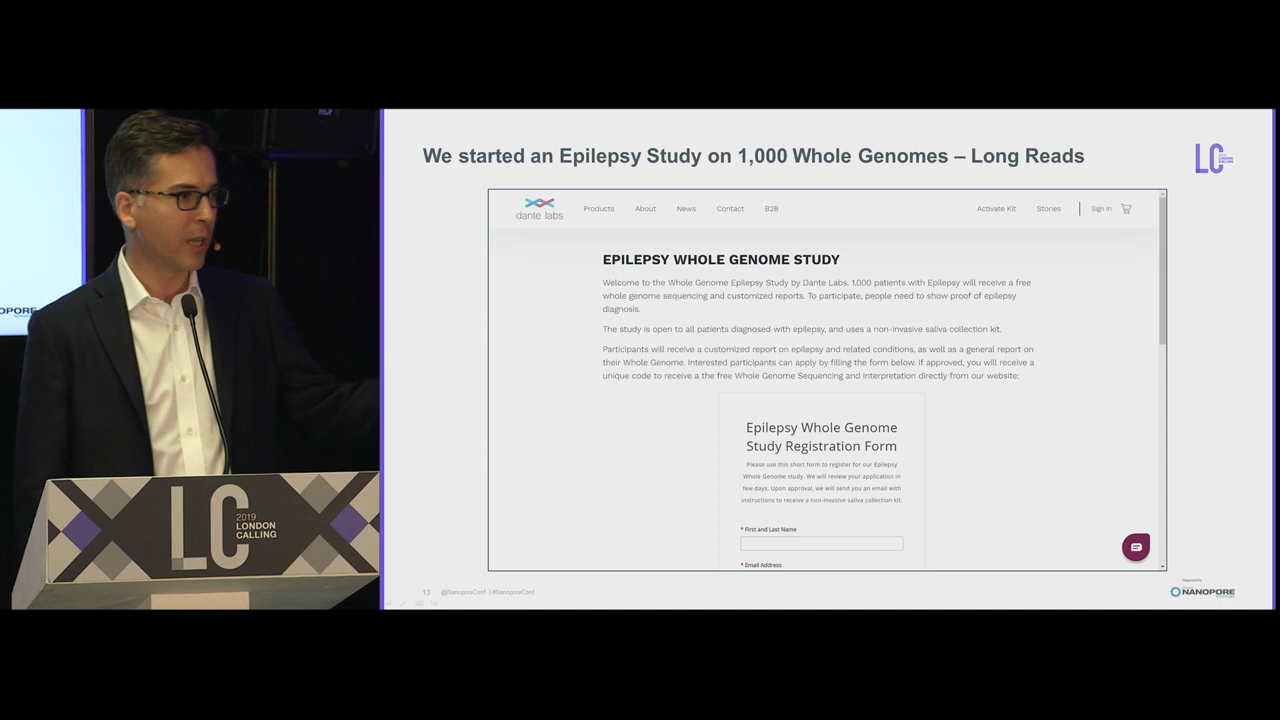 We started an Epilepsy Study on 1,000 Whole Genomes – Long Reads
LC
2019
LONDON
CALLING
dante labs
Products
About
News
Contact
B2B
Activate Kit
Stories
Sign in
EPILEPSY WHOLE GENOME STUDY
Welcome to the Whole Genome Epilepsy Study by Dante Labs. 1,000 patients with Epilepsy will receive a free
whole genome sequencing and customized reports. To participate, people need to show proof of epilepsy
diagnosis.
The study is open to all patients diagnosed with epilepsy, and uses a non-invasive saliva collection kit.
Participants will receive a customized report on epilepsy and related conditions, as well as a general report on
their Whole Genome. Interested participants can apply by filling the form below. If approved, you will receive a
unique code to receive a the free Whole Genome Sequencing and Interpretation directly from our website:
Epilepsy Whole Genome
Study Registration Form
Please use this short form to register for our Epilepsy
Whole Genome study. We will review your application in
few days. Upon approval, we will send you an email with
instructions to receive a non-invasive saliva collection kit.
* First and Last Name
* Email Address
13 @NanoporeConf | #NanoporeConf
Organised by
NANOPORE
OPORE
LC
2019
LONDON
CALLING